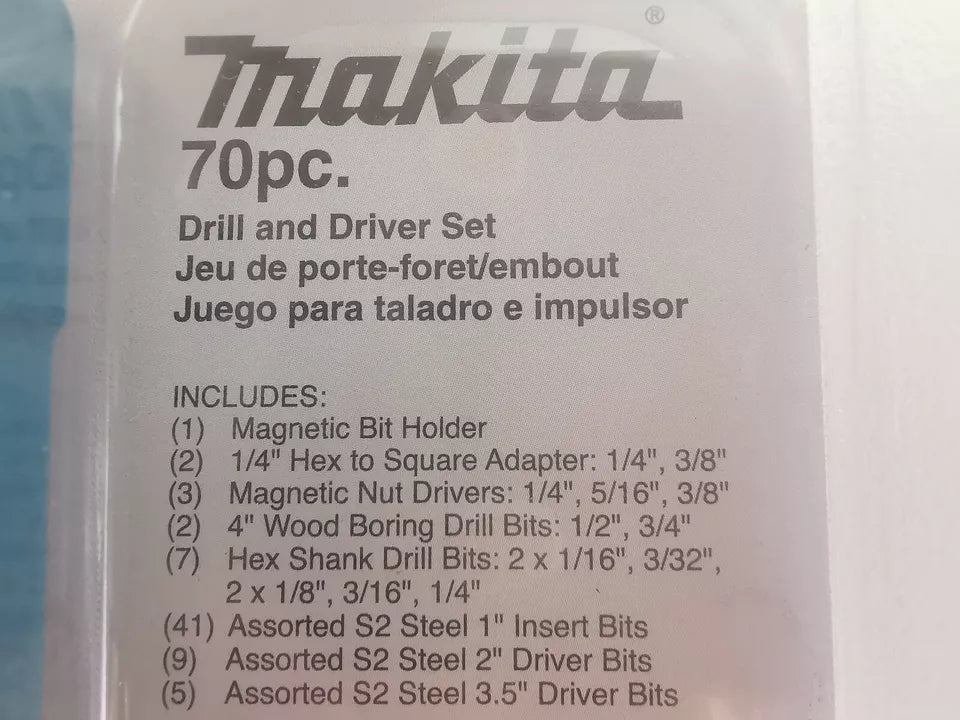 makita®
70pc.
Drill and Driver Set
Jeu de porte-foret/embout
Juego para taladro e impulsor
INCLUDES:
(1) Magnetic Bit Holder
(2) 1/4" Hex to Square Adapter: 1/4", 3/8"
(3) Magnetic Nut Drivers: 1/4", 5/16", 3/8"
(2) 4" Wood Boring Drill Bits: 1/2", 3/4"
(7) Hex Shank Drill Bits: 2 x 1/16", 3/32",
2 x 1/8", 3/16", 1/4"
(41) Assorted S2 Steel 1" Insert Bits
(9) Assorted S2 Steel 2" Driver Bits
(5) Assorted S2 Steel 3.5" Driver Bits